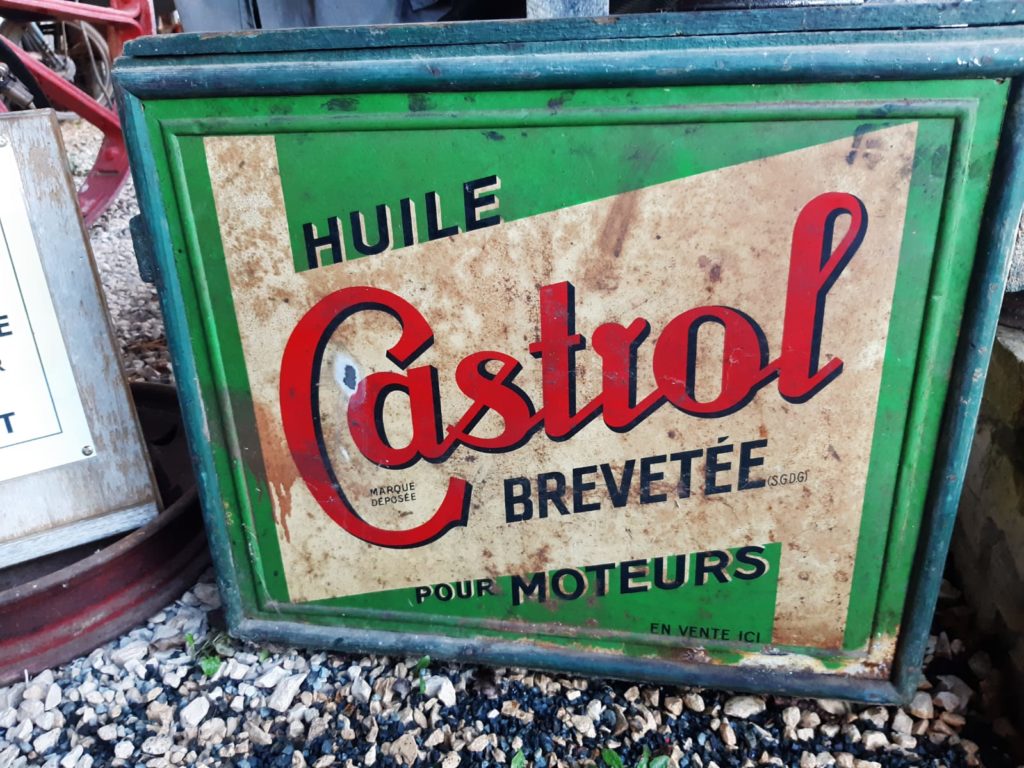 HUILE
Castrol
MARQUE
DÉPOSÉE
BREVETÉE (S.G.D.G)
POUR MOTEURS
EN VENTE ICI
E
R
T